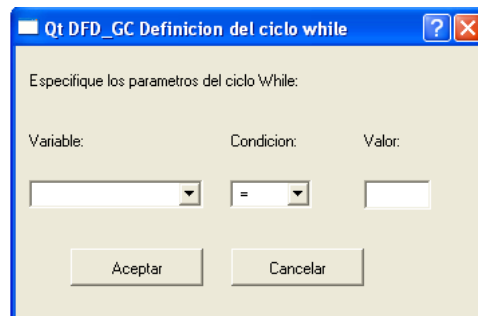 Qt DFD_GC Definicion del ciclo while
Especifique los parametros del ciclo While:
Variable: Condicion: Valor:
=
Aceptar Cancelar